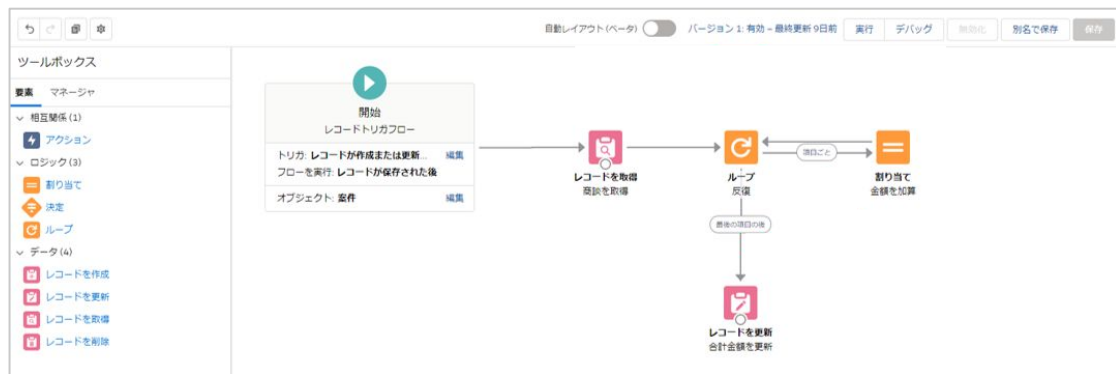 自動レイアウト(ベータ)
バージョン 1: 有効 – 最終更新 9日前
実行
デバッグ
無効化
別名で保存
保存
ツールボックス
要素
マネージャ
相互関係 (1)
アクション
ロジック (3)
割り当て
決定
ループ
データ (4)
レコードを作成
レコードを更新
レコードを取得
レコードを削除
開始
レコードトリガフロー
トリガ: レコードが作成または更新...
編集
フローを実行: レコードが保存された後
オブジェクト: 案件
編集
レコードを取得
商談を取得
ループ
反復
項目ごと
割り当て
金額を加算
最後の項目の後
レコードを更新
合計金額を更新